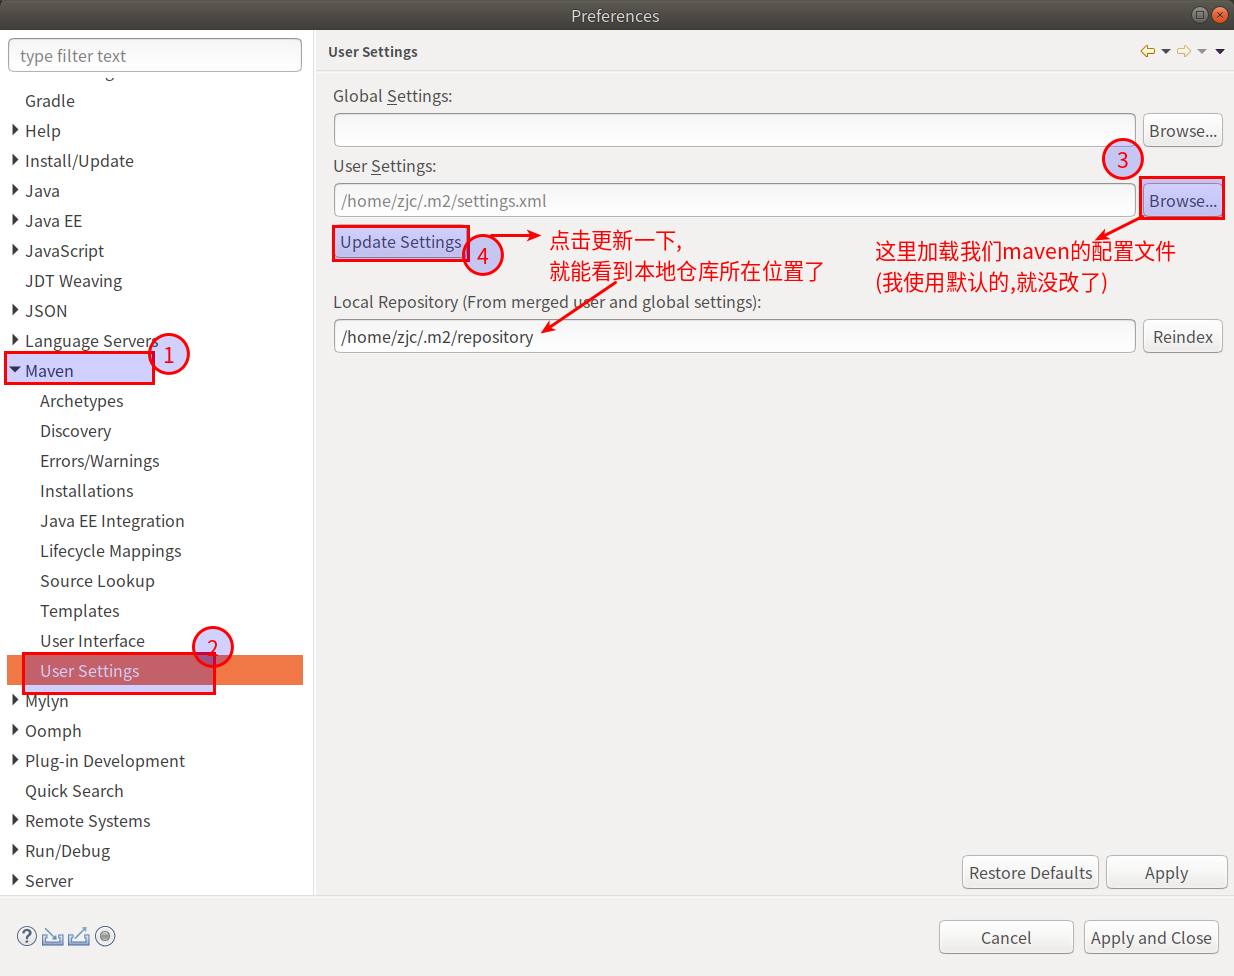 Preferences
type filter text
User Settings
Gradle
Help
Install/Update
Java
Java EE
JavaScript
JDT Weaving
JSON
Language Servers
1
Maven
Archetypes
Discovery
Errors/Warnings
Installations
Java EE Integration
Lifecycle Mappings
Source Lookup
Templates
User Interface
2
User Settings
Mylyn
Oomph
Plug-in Development
Quick Search
Remote Systems
Run/Debug
Server
Global Settings:
Browse...
User Settings:
3
/home/zjc/.m2/settings.xml
Browse...
Update Settings
4
点击更新一下,
就能看到本地仓库所在位置了
这里加载我们maven的配置文件
(我使用默认的,就没改了)
Local Repository (From merged user and global settings):
/home/zjc/.m2/repository
Reindex
Restore Defaults
Apply
?
Cancel
Apply and Close